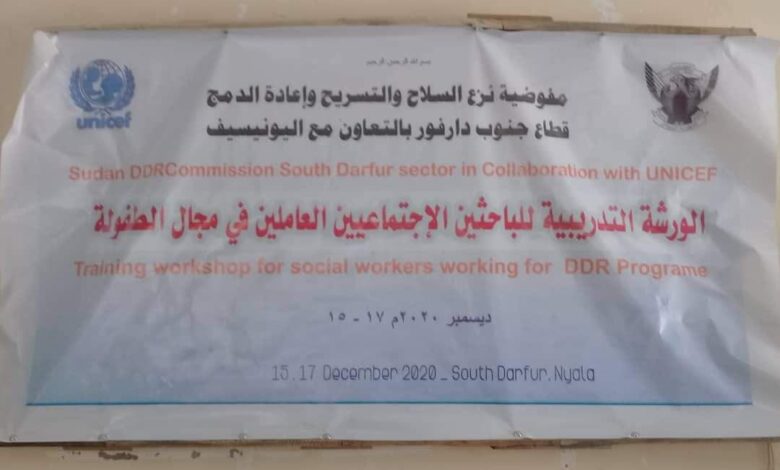 بسم الله الرحمن الرحيم
unicef
مفوضية نزع السلاح والتسريح وإعادة الدمج
قطاع جنوب دارفور بالتعاون مع اليونيسيف
Sudan DDRCommission South Darfur sector in Collaboration with UNICEF
الورشة التدريبية للباحثين الإجتماعيين العاملين في مجال الطفولة
Training workshop for social workers working for DDR Programe
١٥ - ١٧ ديسمبر ٢٠٢٠م
15.17 December 2020 _ South Darfur. Nyala